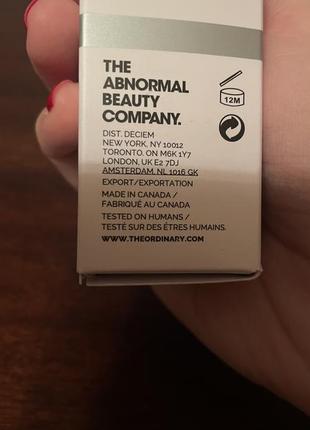 THE
ABNORMAL
BEAUTY
COMPANY.
12M
DIST. DECIEM
NEW YORK, NY 10012
TORONTO, ON M6K 1Y7
LONDON, UK E2 7DJ
AMSTERDAM, NL 1016 GK
EXPORT/EXPORTATION
MADE IN CANADA /
FABRIQUÉ AU CANADA
TESTED ON HUMANS /
TESTÉ SUR DES ÊTRES HUMAINS.
WWW.THEORDINARY.COM